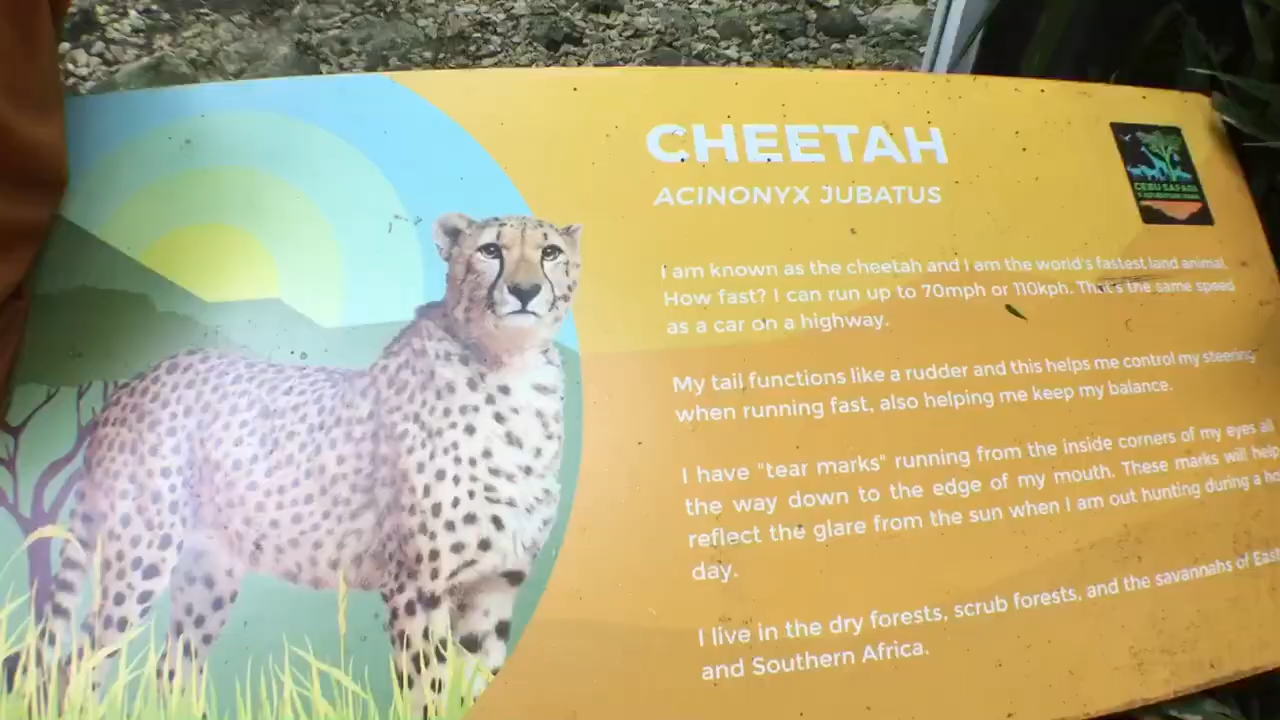 CHEETAH
ACINONYX JUBATUS
CEBU SAFARI
& ADVENTURE PARK
I am known as the cheetah and I am the world's fastest land animal.
How fast? I can run up to 70mph or 110kph. That's the same speed
as a car on a highway.
My tail functions like a rudder and this helps me control my steering
when running fast, also helping me keep my balance.
I have "tear marks" running from the inside corners of my eyes all
the way down to the edge of my mouth. These marks will help
reflect the glare from the sun when I am out hunting during a
day.
I live in the dry forests, scrub forests, and the savannahs of East
and Southern Africa.